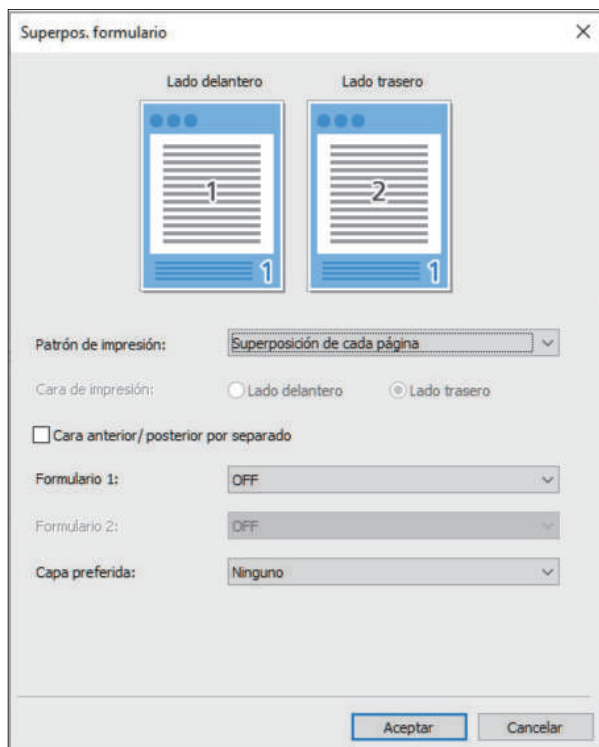 Superpos. formulario
Lado delantero Lado trasero
1 2
1 1
Patrón de impresión: Superposición de cada página
Cara de impresión: Lado delantero Lado trasero
Cara anterior/ posterior por separado
Formulario 1: OFF
Formulario 2: OFF
Capa preferida: Ninguno
Aceptar Cancelar